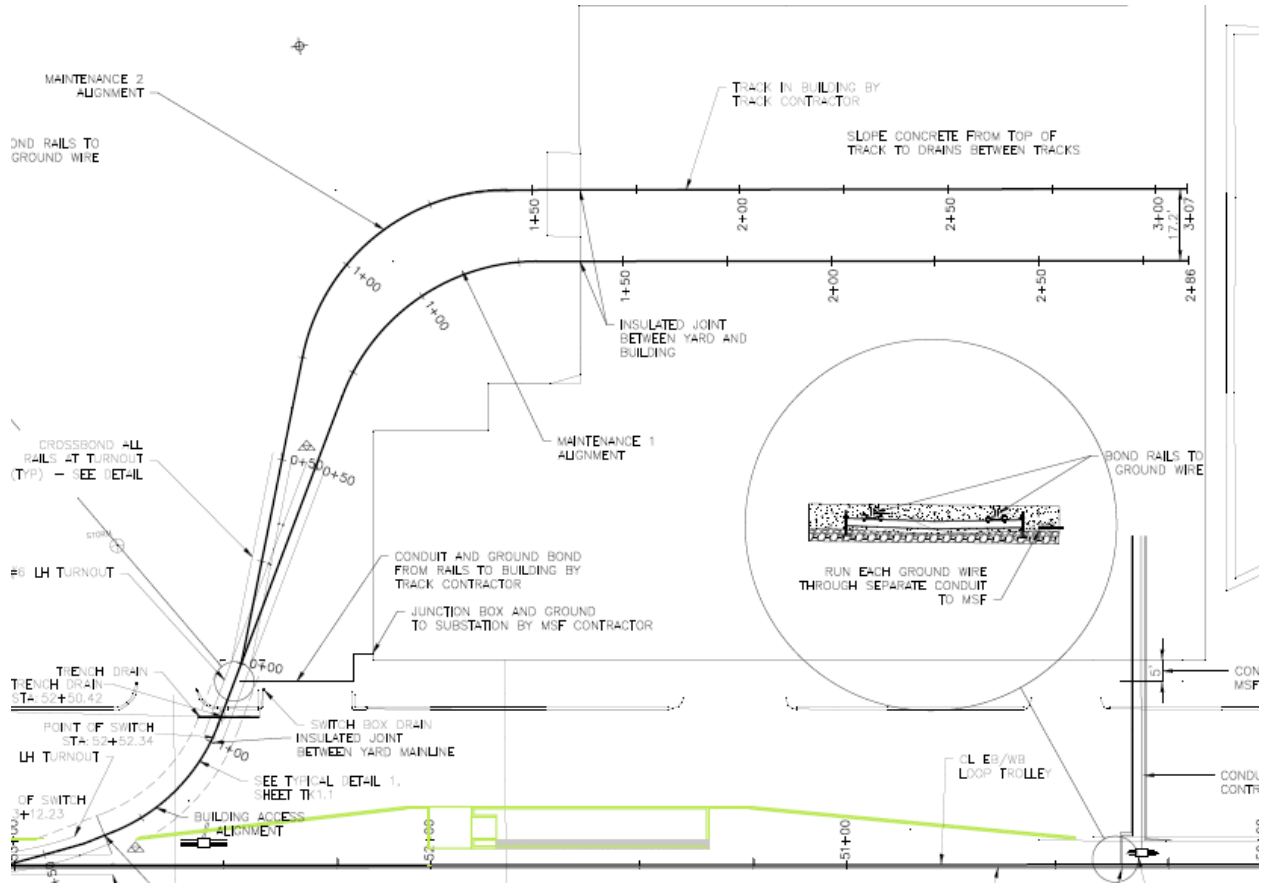 MAINTENANCE 2
ALIGNMENT
OND RAILS TO
GROUND WIRE
TRACK IN BUILDING BY
TRACK CONTRACTOR
SLOPE CONCRETE FROM TOP OF
TRACK TO DRAINS BETWEEN TRACKS
1+50
2+00
2+50
3+00
3+07
17.2'
1+00
1+00
1+50
2+00
2+50
2+86
INSULATED JOINT
BETWEEN YARD AND
BUILDING
MAINTENANCE 1
ALIGNMENT
CROSSBOND ALL
RAILS AT TURNOUT
(TYP) – SEE DETAIL
0+50
0+50
STORM
#6 LH TURNOUT
BOND RAILS TO
GROUND WIRE
RUN EACH GROUND WIRE
THROUGH SEPARATE CONDUIT
TO MSF
CONDUIT AND GROUND BOND
FROM RAILS TO BUILDING BY
TRACK CONTRACTOR
JUNCTION BOX AND GROUND
TO SUBSTATION BY MSF CONTRACTOR
TRENCH DRAIN
TRENCH DRAIN
STA: 52+50.42
POINT OF SWITCH
STA: 52+52.34
LH TURNOUT
OF SWITCH
3+12.23
SWITCH BOX DRAIN
INSULATED JOINT
BETWEEN YARD MAINLINE
1+00
SEE TYPICAL DETAIL 1,
SHEET TK1.1
BUILDING ACCESS
ALIGNMENT
5'
CON
MSF
CL EB/WB
LOOP TROLLEY
CONDU
CONTR
52+00
51+00
+50